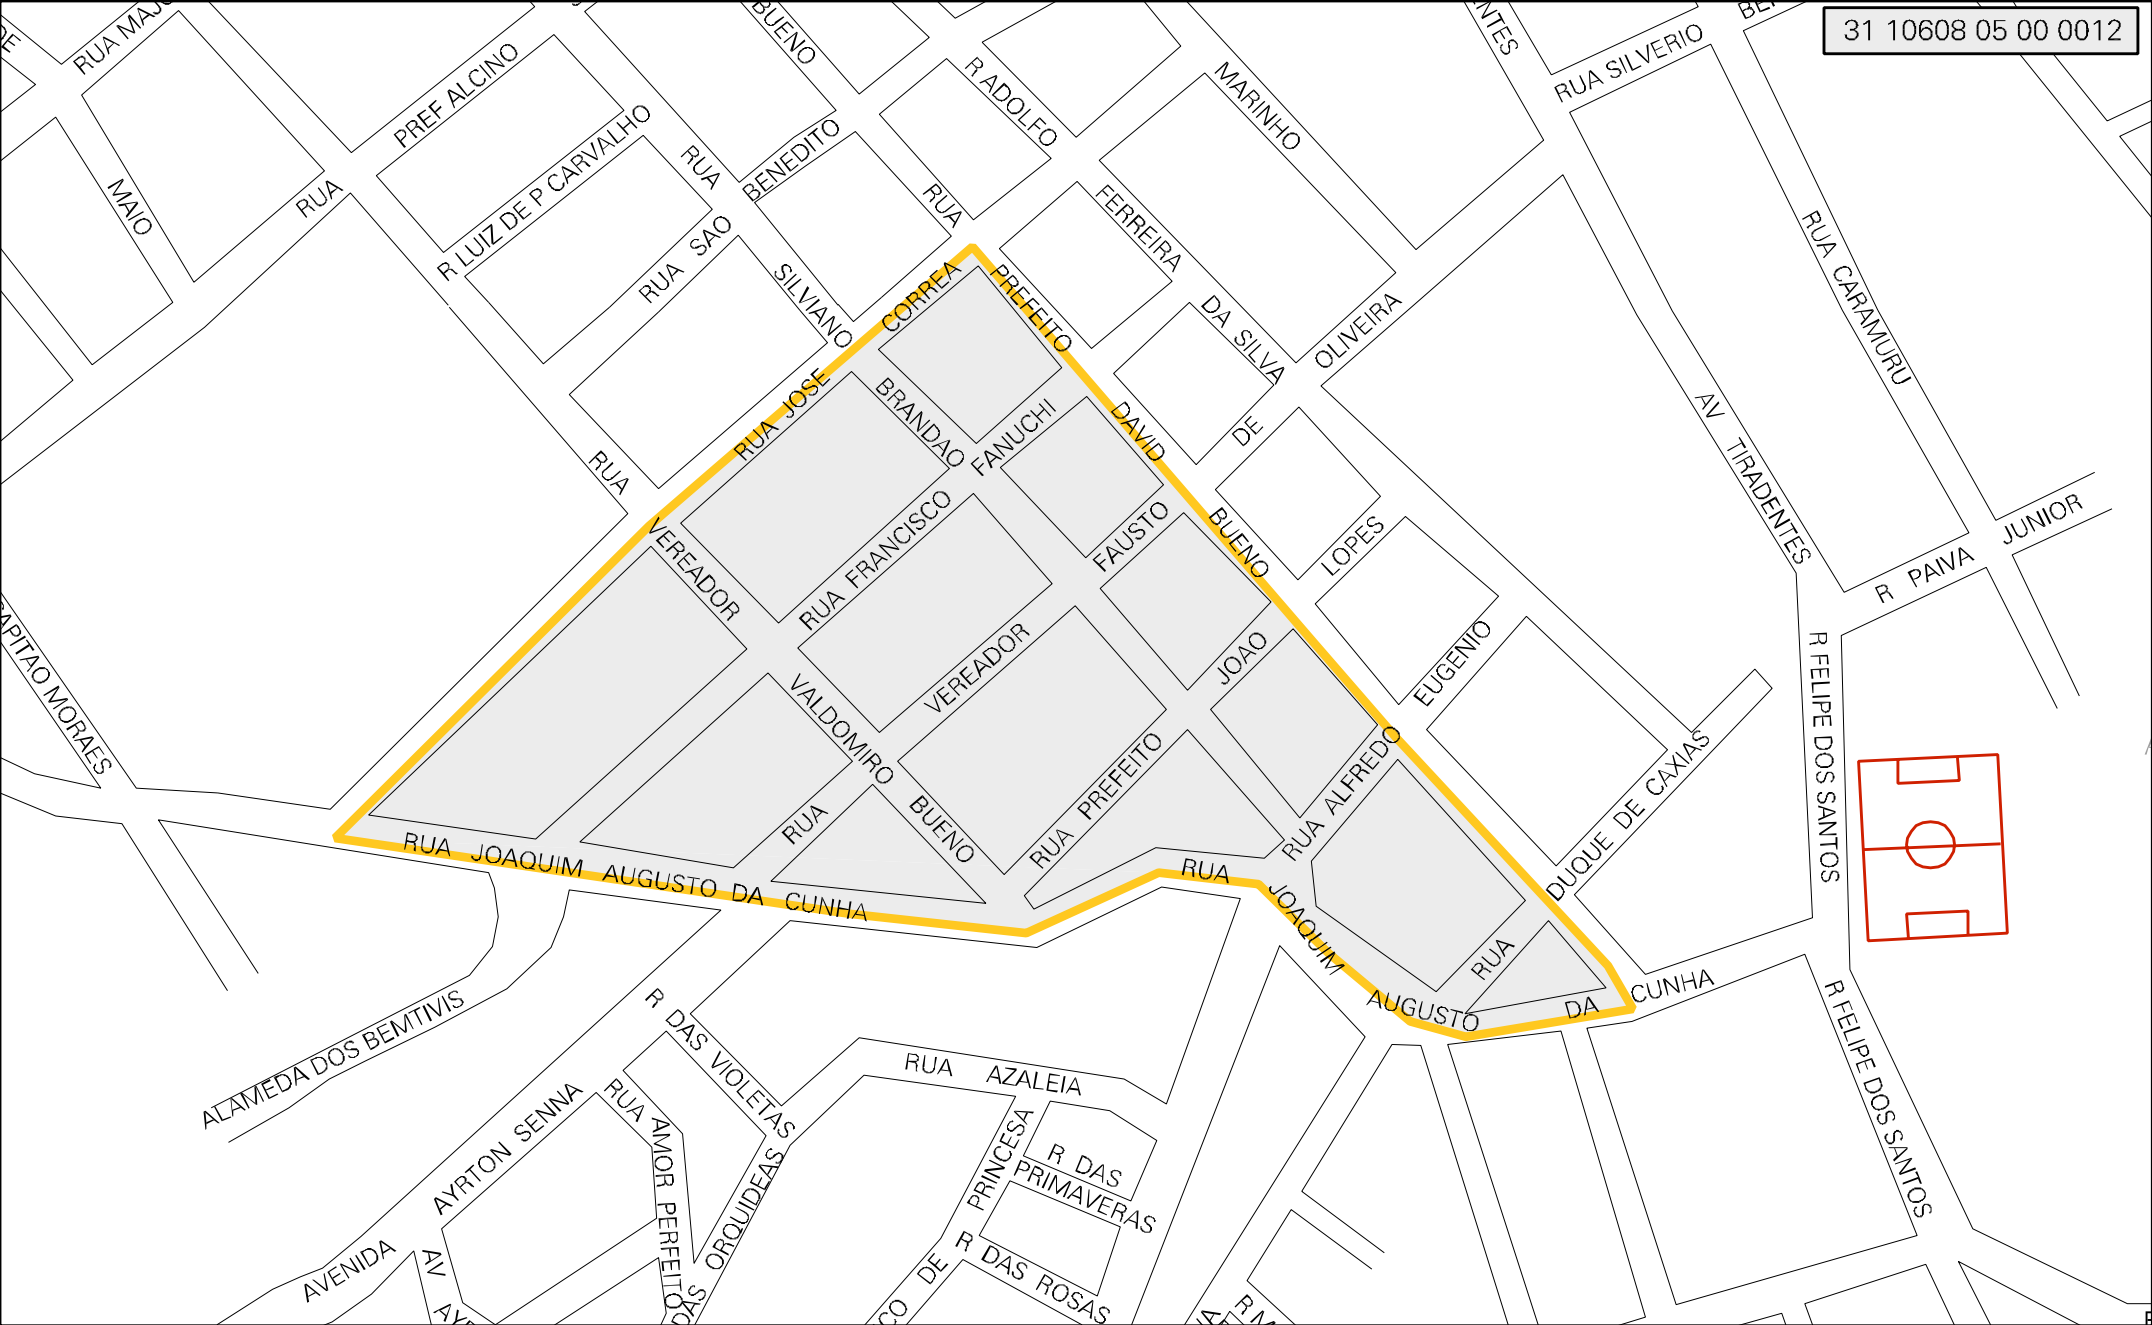 31 10608 05 00 0012
RUA
PREF ALCINO
BUENO
R ADOLFO
MARINHO
RUA SILVERIO
R LUIZ DE P CARVALHO
RUA
BENEDITO
MAIO
RUA
RUA SAO
SILVIANO
RUA
FERREIRA
DA SILVA
DE OLIVEIRA
RUA CARAMURU
RUA JOSE CORREA
PREFEITO DAVID BUENO
BRANDAO
RUA FRANCISCO FANUCHI
AV TIRADENTES
RUA
VEREADOR VALDOMIRO BUENO
RUA VEREADOR FAUSTO
LOPES
R PAIVA JUNIOR
RUA PREFEITO JOAO
EUGENIO
RUA ALFREDO
R FELIPE DOS SANTOS
RUA DUQUE DE CAXIAS
RUA JOAQUIM AUGUSTO DA CUNHA
RUA JOAQUIM AUGUSTO DA CUNHA
R FELIPE DOS SANTOS
ALAMEDA DOS BEMTIVIS
R DAS VIOLETAS
RUA AZALEIA
AVENIDA AYRTON SENNA
RUA AMOR PERFEITO
DAS ORQUIDEAS
PRINCESA
R DAS
PRIMAVERAS
R DAS ROSAS
DE
AV
MORAES